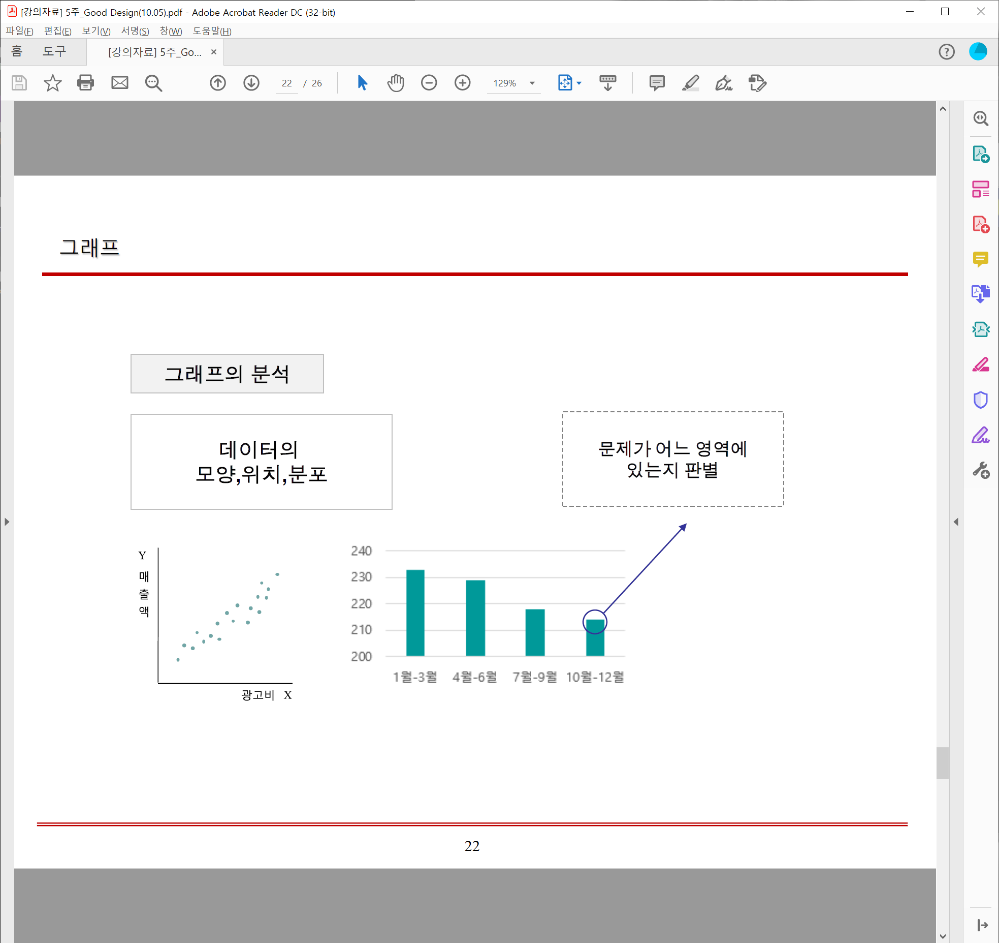 [강의자료] 5주_Good Design(10.05).pdf - Adobe Acrobat Reader DC (32-bit)
파일(F) 편집(E) 보기(V) 서명(S) 창(W) 도움말(H)
홈 도구 [강의자료] 5주_Go... ×
22 / 26 129%
그래프
그래프의 분석
데이터의
모양,위치,분포
문제가 어느 영역에
있는지 판별
Y
매
출
액
광고비 X
240
230
220
210
200
1월-3월 4월-6월 7월-9월 10월-12월
22